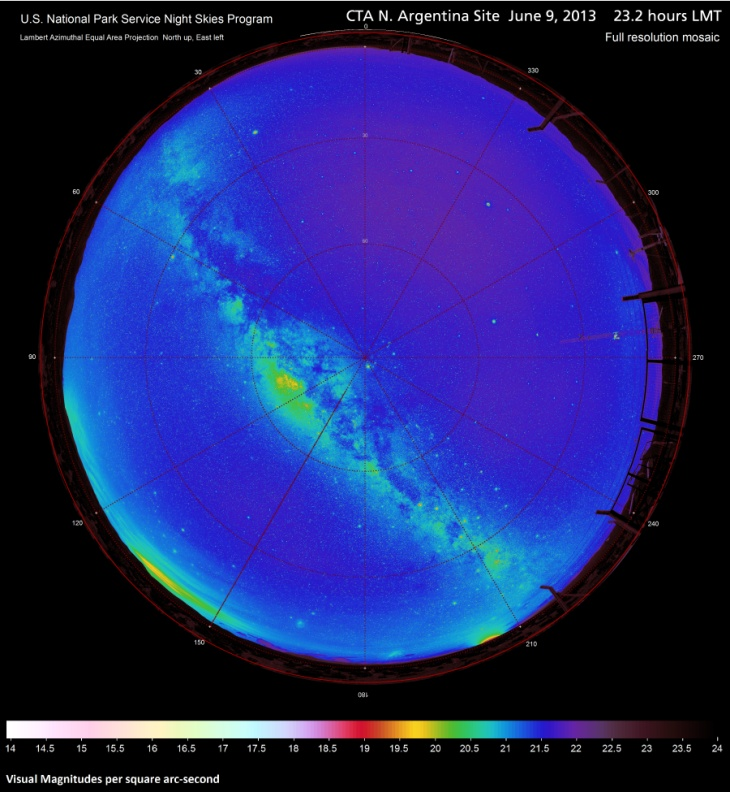 U.S. National Park Service Night Skies Program
CTA N. Argentina Site June 9, 2013 23.2 hours LMT
Lambert Azimuthal Equal Area Projection North up, East left
Full resolution mosaic
0
30
330
30
60
300
60
90
270
120
240
150
210
180
14 14.5 15 15.5 16 16.5 17 17.5 18 18.5 19 19.5 20 20.5 21 21.5 22 22.5 23 23.5 24
Visual Magnitudes per square arc-second